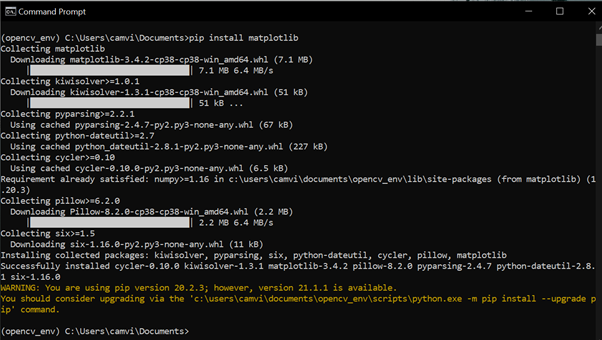 Command Prompt
(opencv_env) C:\Users\camvi\Documents>pip install matplotlib
Collecting matplotlib
  Downloading matplotlib-3.4.2-cp38-cp38-win_amd64.whl (7.1 MB)
     |████████████████████████████████| 7.1 MB 6.4 MB/s
Collecting kiwisolver>=1.0.1
  Downloading kiwisolver-1.3.1-cp38-cp38-win_amd64.whl (51 kB)
     |████████████████████████████████| 51 kB ...
Collecting pyparsing>=2.2.1
  Using cached pyparsing-2.4.7-py2.py3-none-any.whl (67 kB)
Collecting python-dateutil>=2.7
  Using cached python_dateutil-2.8.1-py2.py3-none-any.whl (227 kB)
Collecting cycler>=0.10
  Using cached cycler-0.10.0-py2.py3-none-any.whl (6.5 kB)
Requirement already satisfied: numpy>=1.16 in c:\users\camvi\documents\opencv_env\lib\site-packages (from matplotlib) (1
.20.3)
Collecting pillow>=6.2.0
  Downloading Pillow-8.2.0-cp38-cp38-win_amd64.whl (2.2 MB)
     |████████████████████████████████| 2.2 MB 6.4 MB/s
Collecting six>=1.5
  Downloading six-1.16.0-py2.py3-none-any.whl (11 kB)
Installing collected packages: kiwisolver, pyparsing, six, python-dateutil, cycler, pillow, matplotlib
Successfully installed cycler-0.10.0 kiwisolver-1.3.1 matplotlib-3.4.2 pillow-8.2.0 pyparsing-2.4.7 python-dateutil-2.8.
1 six-1.16.0
WARNING: You are using pip version 20.2.3; however, version 21.1.1 is available.
You should consider upgrading via the 'c:\users\camvi\documents\opencv_env\scripts\python.exe -m pip install --upgrade p
ip' command.
(opencv_env) C:\Users\camvi\Documents>